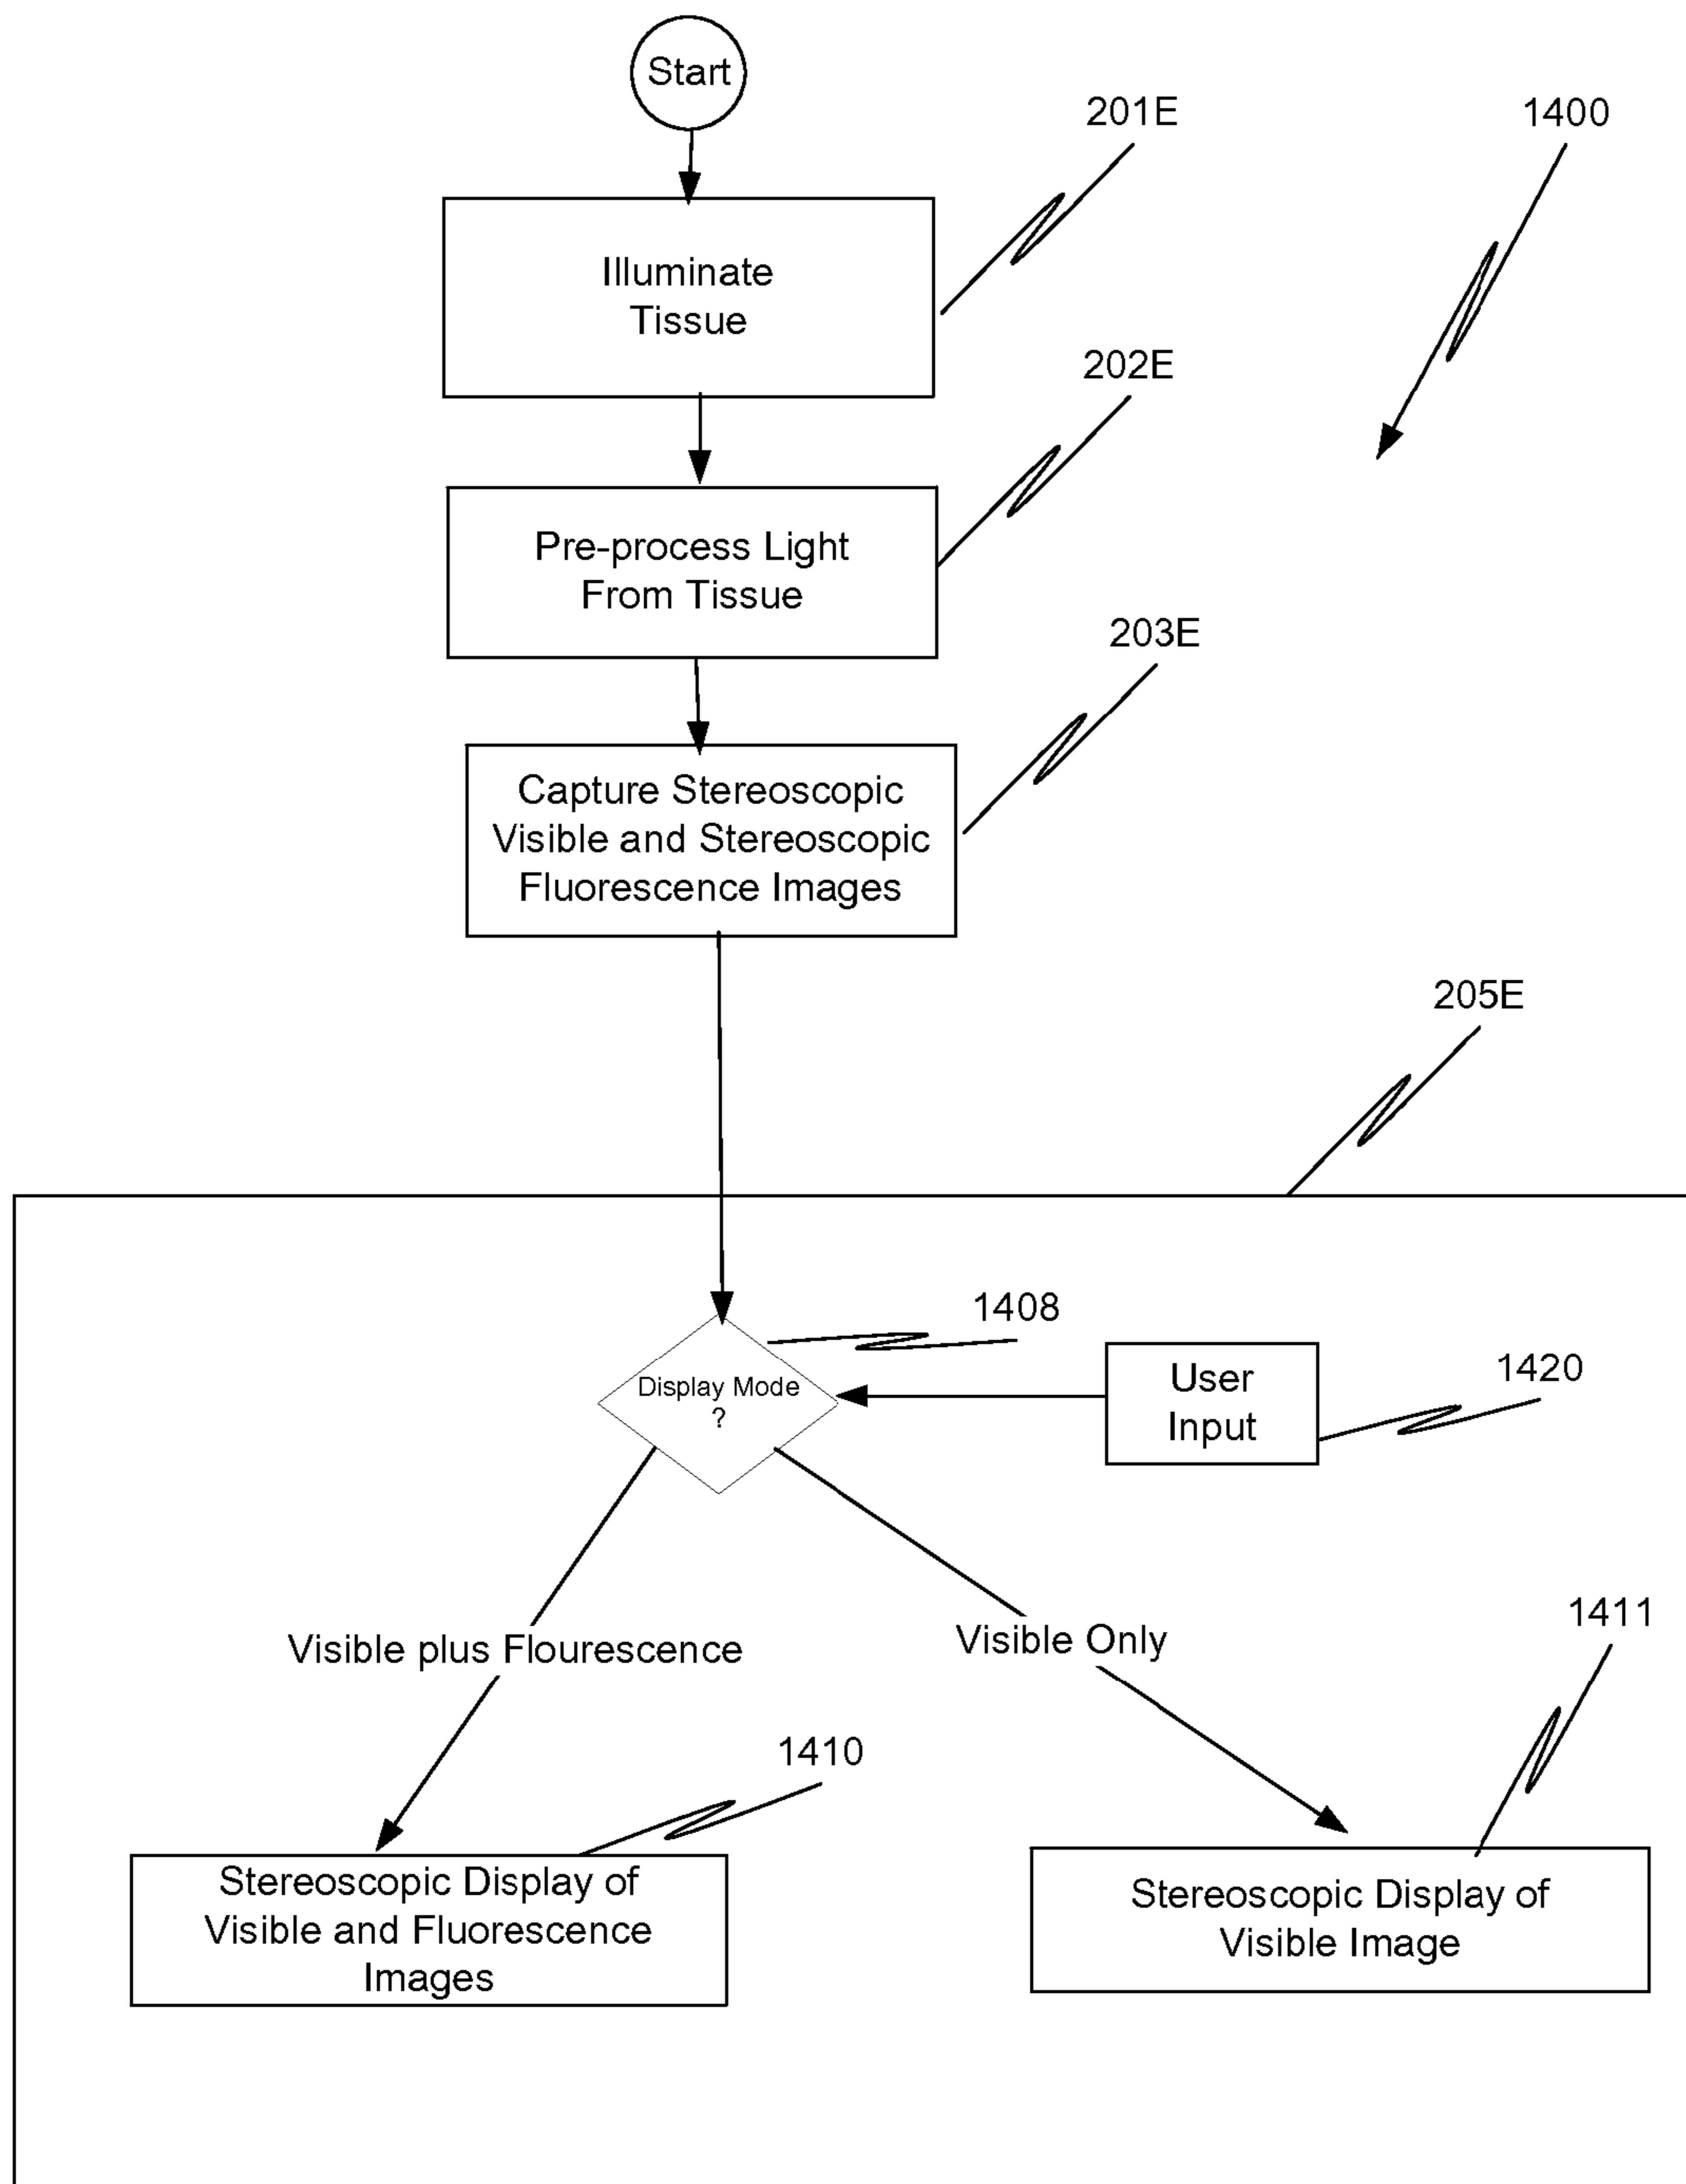 Start
201E
1400
Illuminate
Tissue
202E
Pre-process Light
From Tissue
203E
Capture Stereoscopic
Visible and Stereoscopic
Fluorescence Images
205E
1408
Display Mode
?
User
Input
1420
Visible plus Flourescence
Visible Only
1411
1410
Stereoscopic Display of
Visible and Fluorescence
Images
Stereoscopic Display of
Visible Image